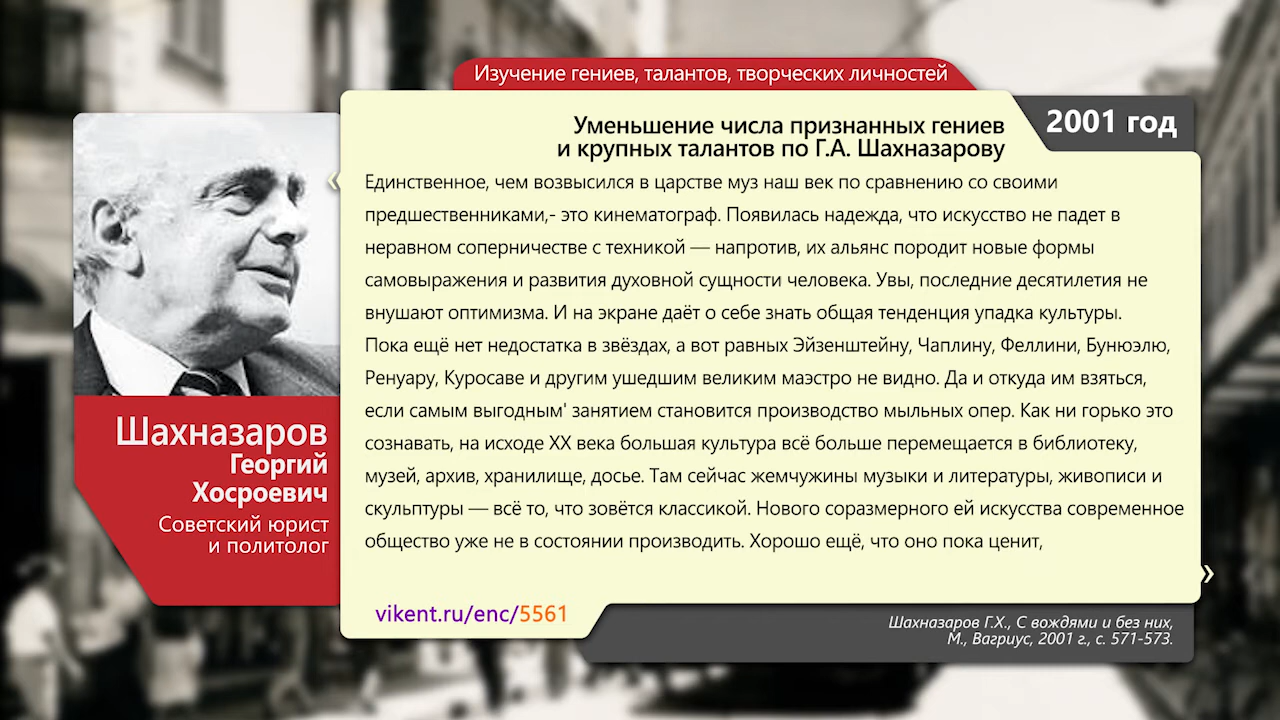 Изучение гениев, талантов, творческих личностей
2001 год
Уменьшение числа признанных гениев
и крупных талантов по Г.А. Шахназарову
Единственное, чем возвысился в царстве муз наш век по сравнению со своими
предшественниками,- это кинематограф. Появилась надежда, что искусство не падет в
неравном соперничестве с техникой — напротив, их альянс породит новые формы
самовыражения и развития духовной сущности человека. Увы, последние десятилетия не
внушают оптимизма. И на экране даёт о себе знать общая тенденция упадка культуры.
Пока ещё нет недостатка в звёздах, а вот равных Эйзенштейну, Чаплину, Феллини, Бунюэлю,
Ренуару, Куросаве и другим ушедшим великим маэстро не видно. Да и откуда им взяться,
если самым выгодным' занятием становится производство мыльных опер. Как ни горько это
сознавать, на исходе XX века большая культура всё больше перемещается в библиотеку,
музей, архив, хранилище, досье. Там сейчас жемчужины музыки и литературы, живописи и
скульптуры — всё то, что зовётся классикой. Нового соразмерного ей искусства современное
общество уже не в состоянии производить. Хорошо ещё, что оно пока ценит,
Шахназаров
Георгий
Хосроевич
Советский юрист
и политолог
vikent.ru/enc/5561
Шахназаров Г.Х., С вождями и без них,
М., Вагриус, 2001 г., с. 571-573.